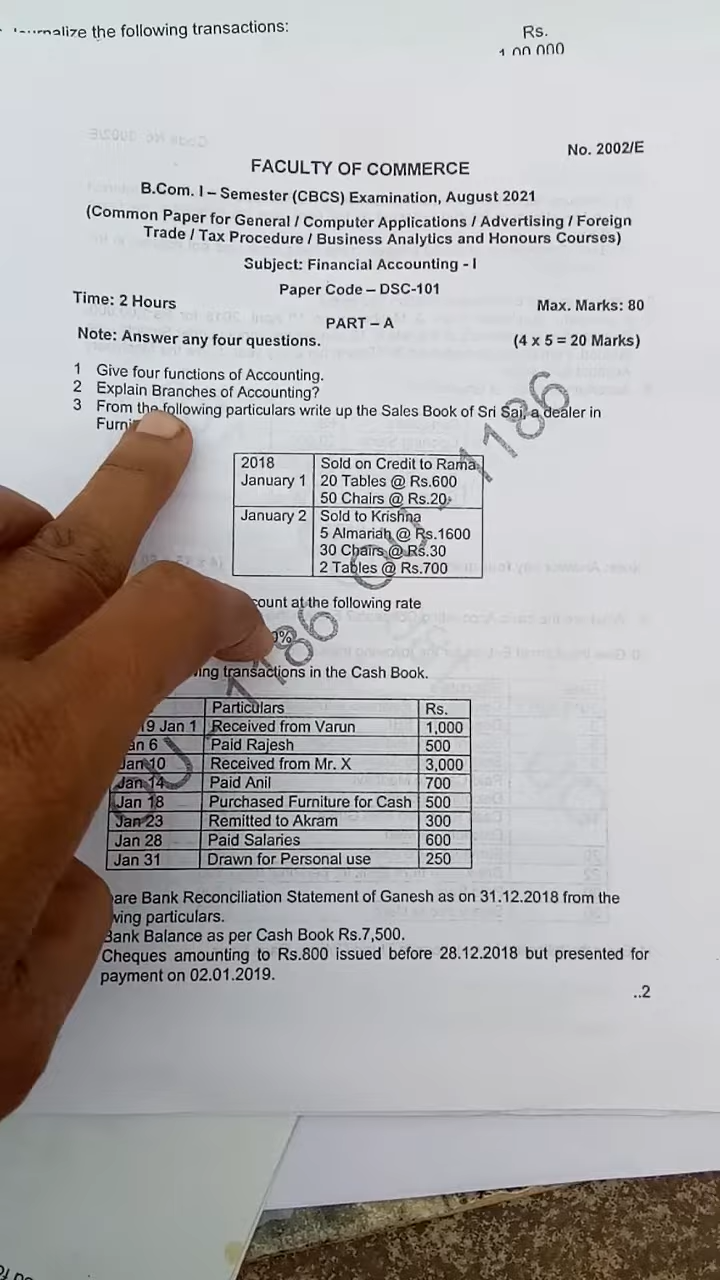 the following transactions:
Rs.
1,00,000
No. 2002/E
FACULTY OF COMMERCE
B.Com. I – Semester (CBCS) Examination, August 2021
(Common Paper for General / Computer Applications / Advertising / Foreign
Trade / Tax Procedure / Business Analytics and Honours Courses)
Subject: Financial Accounting - I
Paper Code – DSC-101
Time: 2 Hours
Max. Marks: 80
PART – A
Note: Answer any four questions.
(4 x 5 = 20 Marks)
1 Give four functions of Accounting.
2 Explain Branches of Accounting?
3 From the following particulars write up the Sales Book of Sri Sai, a dealer in
2018 Sold on Credit to Rama
January 1 20 Tables @ Rs.600
50 Chairs @ Rs.20
January 2 Sold to Krishna
5 Almariah @ Rs.1600
30 Chairs @ Rs.30
2 Tables @ Rs.700
at the following rate
transactions in the Cash Book.
Particulars Rs.
Jan 1 Received from Varun 1,000
6 Paid Rajesh 500
Jan 10 Received from Mr. X 3,000
Jan 14 Paid Anil 700
Jan 18 Purchased Furniture for Cash 500
Jan 23 Remitted to Akram 300
Jan 28 Paid Salaries 600
Jan 31 Drawn for Personal use 250
Bank Reconciliation Statement of Ganesh as on 31.12.2018 from the
particulars.
Bank Balance as per Cash Book Rs.7,500.
Cheques amounting to Rs.800 issued before 28.12.2018 but presented for
payment on 02.01.2019.
..2
OU - 1186 OU - 1186